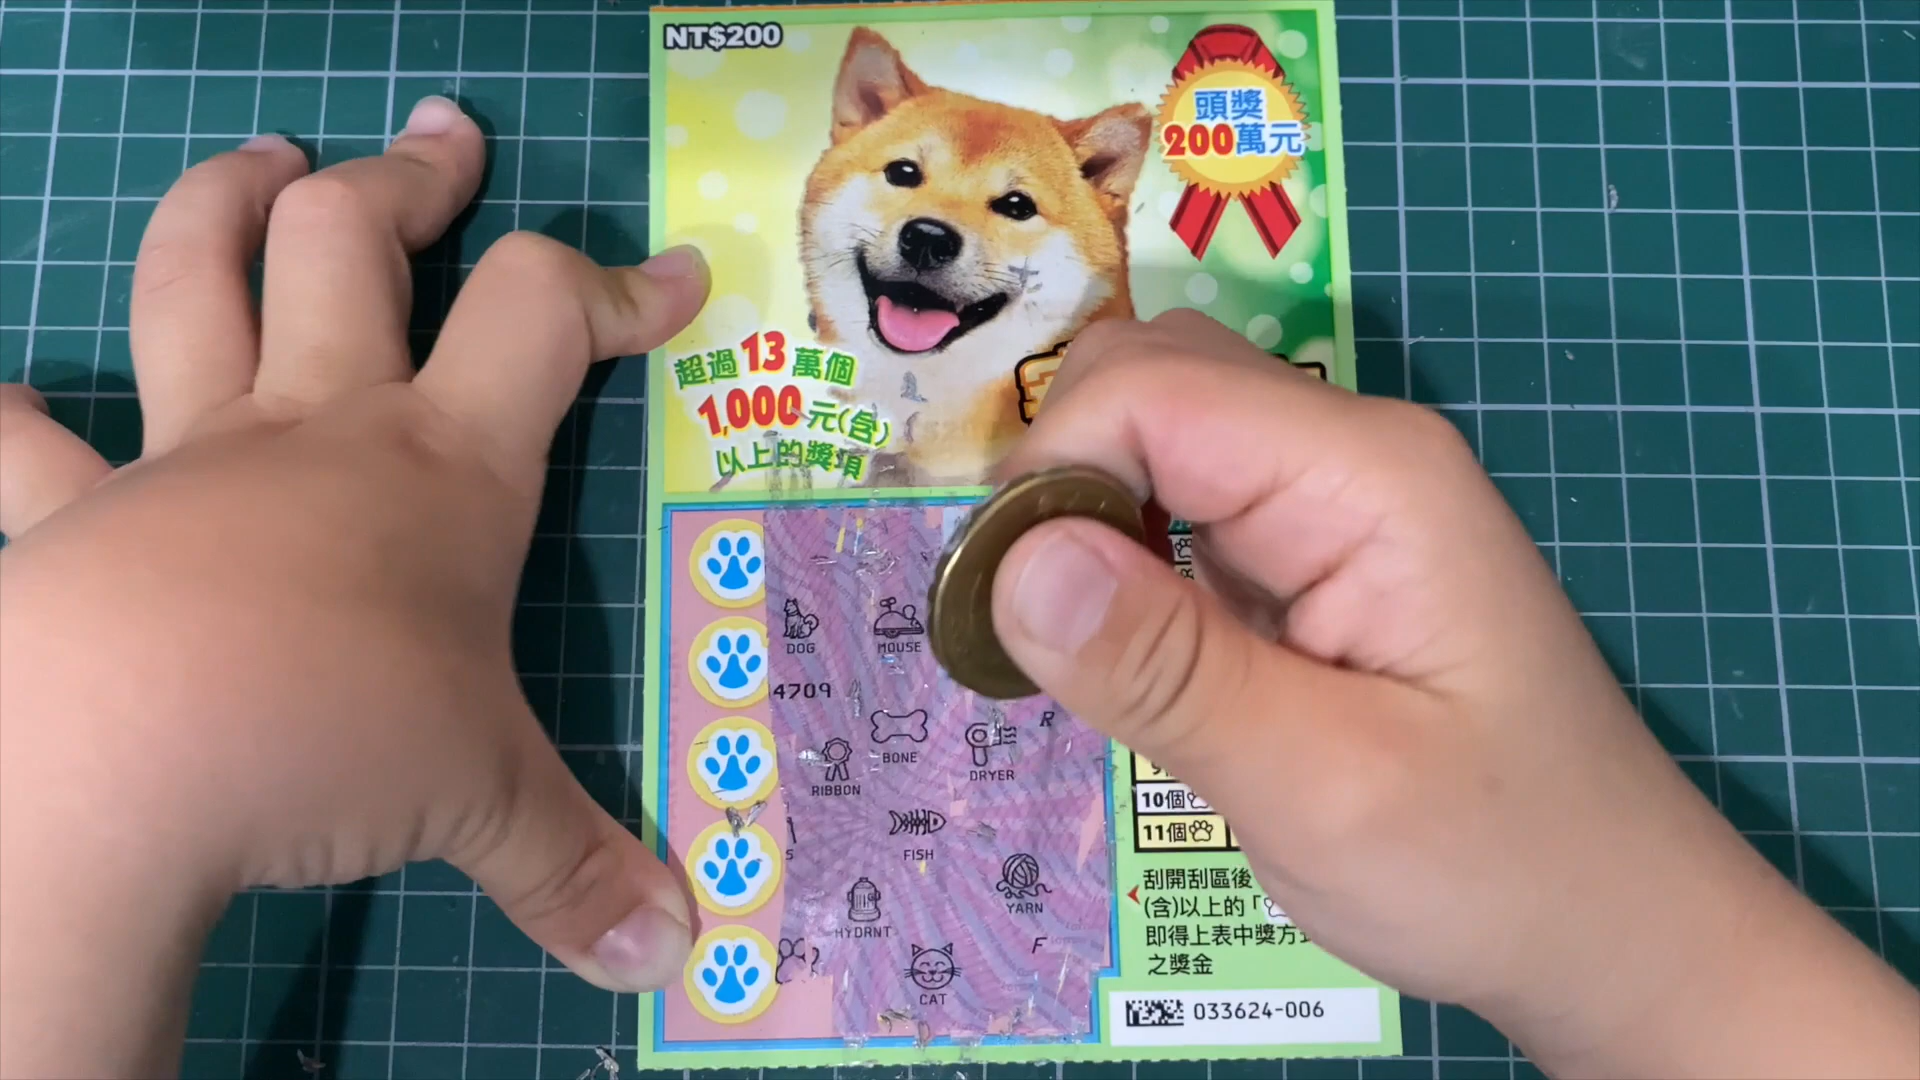 NT$200
頭獎
200萬元
超過13萬個
1,000元(含)
以上的獎項
DOG
MOUSE
4709
R
BONE
DRYER
RIBBON
S
FISH
YARN
HYDRNT
F
CAT
10個
11個
刮開刮區後
(含)以上的「
即得上表中獎方式
之獎金
033624-006